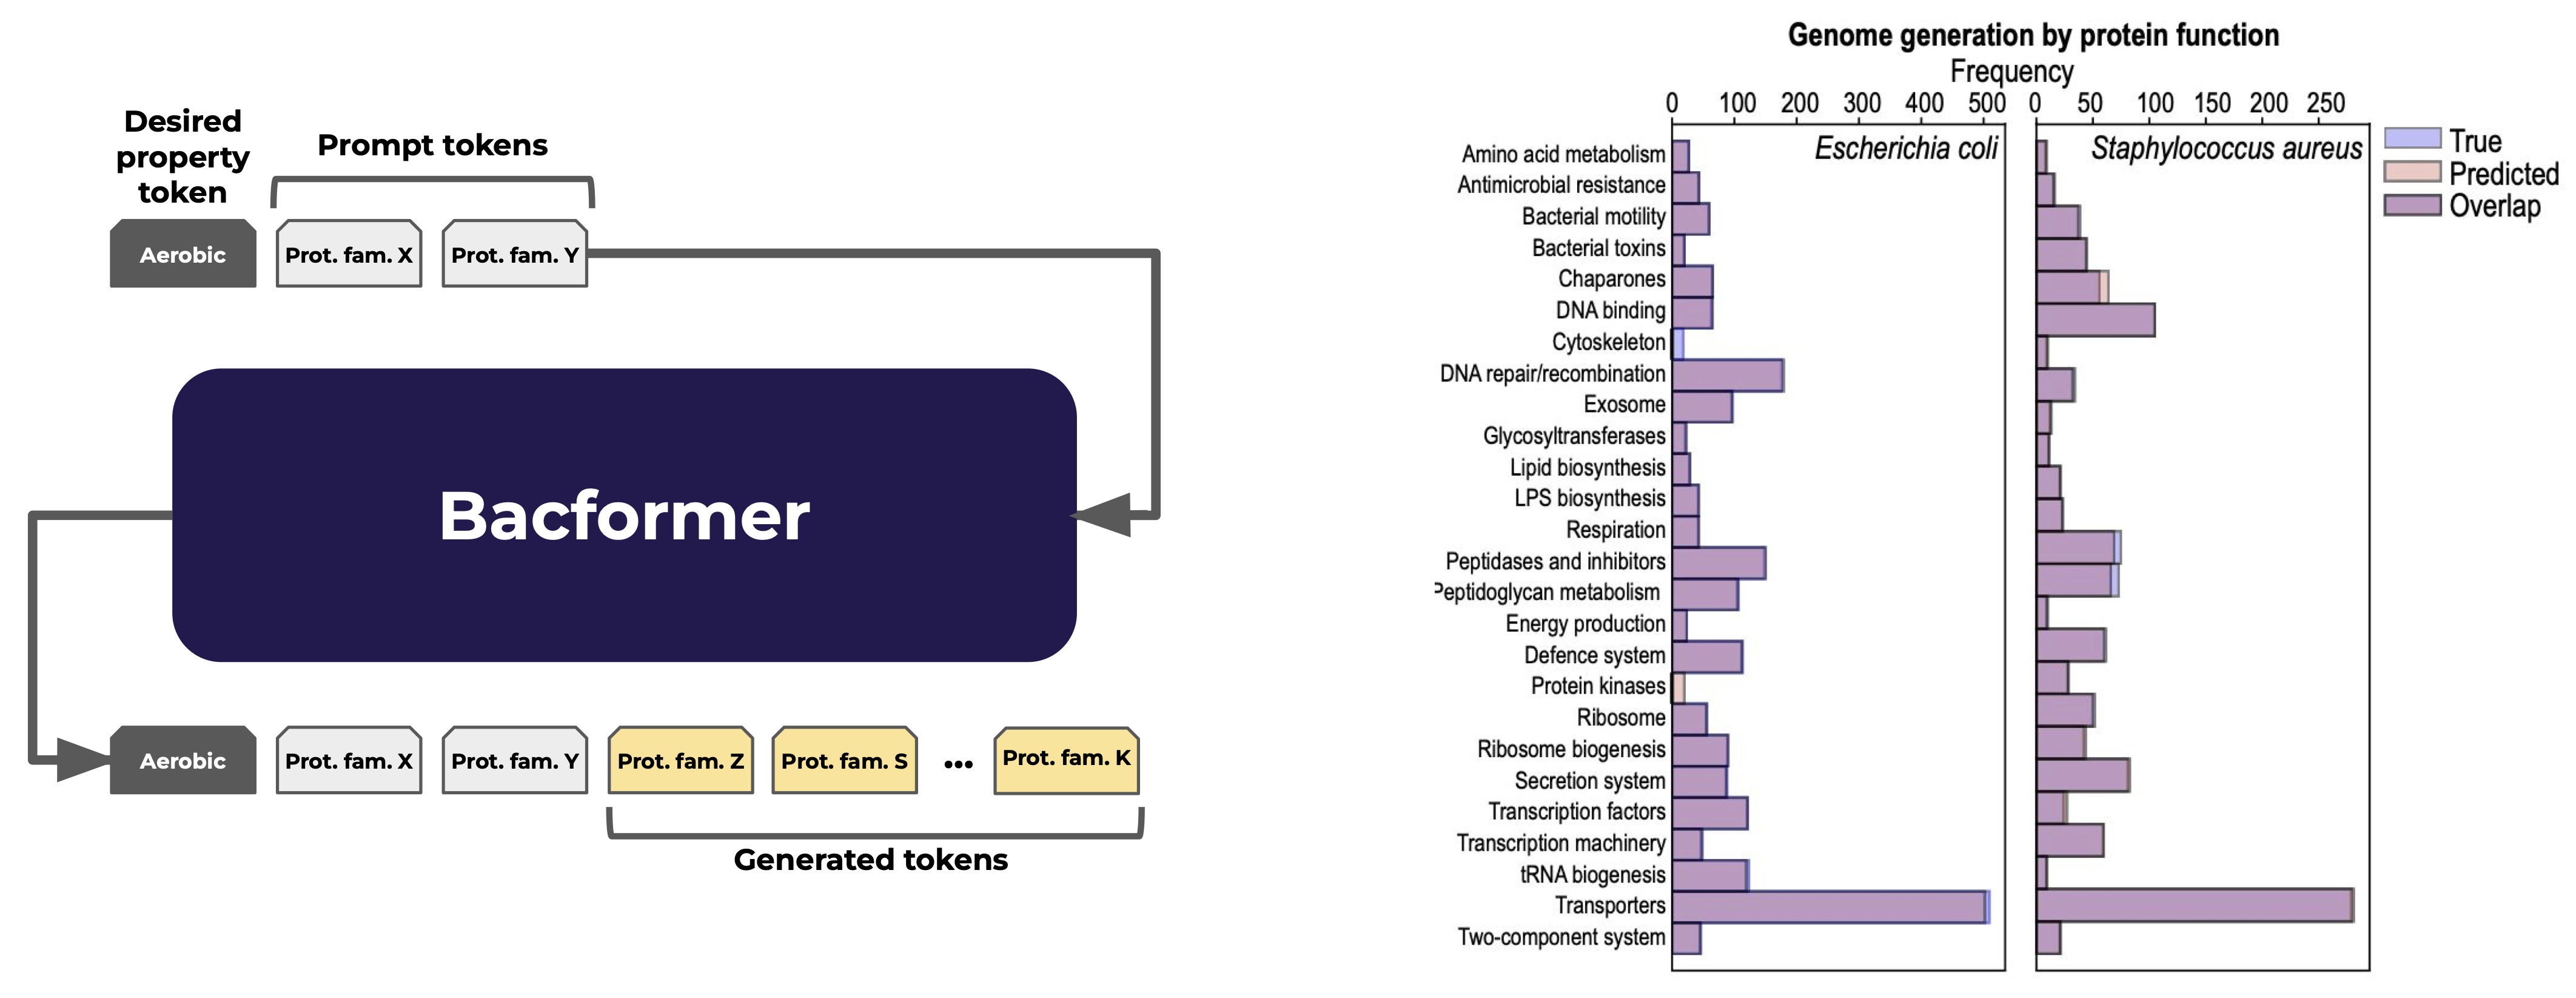 Desired
property
token
Prompt tokens
Aerobic
Prot. fam. X
Prot. fam. Y
Bacformer
Aerobic
Prot. fam. X
Prot. fam. Y
Prot. fam. Z
Prot. fam. S
...
Prot. fam. K
Generated tokens
Genome generation by protein function
Frequency
0 100 200 300 400 500
0 50 100 150 200 250
Escherichia coli
Staphylococcus aureus
True
Predicted
Overlap
Amino acid metabolism
Antimicrobial resistance
Bacterial motility
Bacterial toxins
Chaparones
DNA binding
Cytoskeleton
DNA repair/recombination
Exosome
Glycosyltransferases
Lipid biosynthesis
LPS biosynthesis
Respiration
Peptidases and inhibitors
Peptidoglycan metabolism
Energy production
Defence system
Protein kinases
Ribosome
Ribosome biogenesis
Secretion system
Transcription factors
Transcription machinery
tRNA biogenesis
Transporters
Two-component system